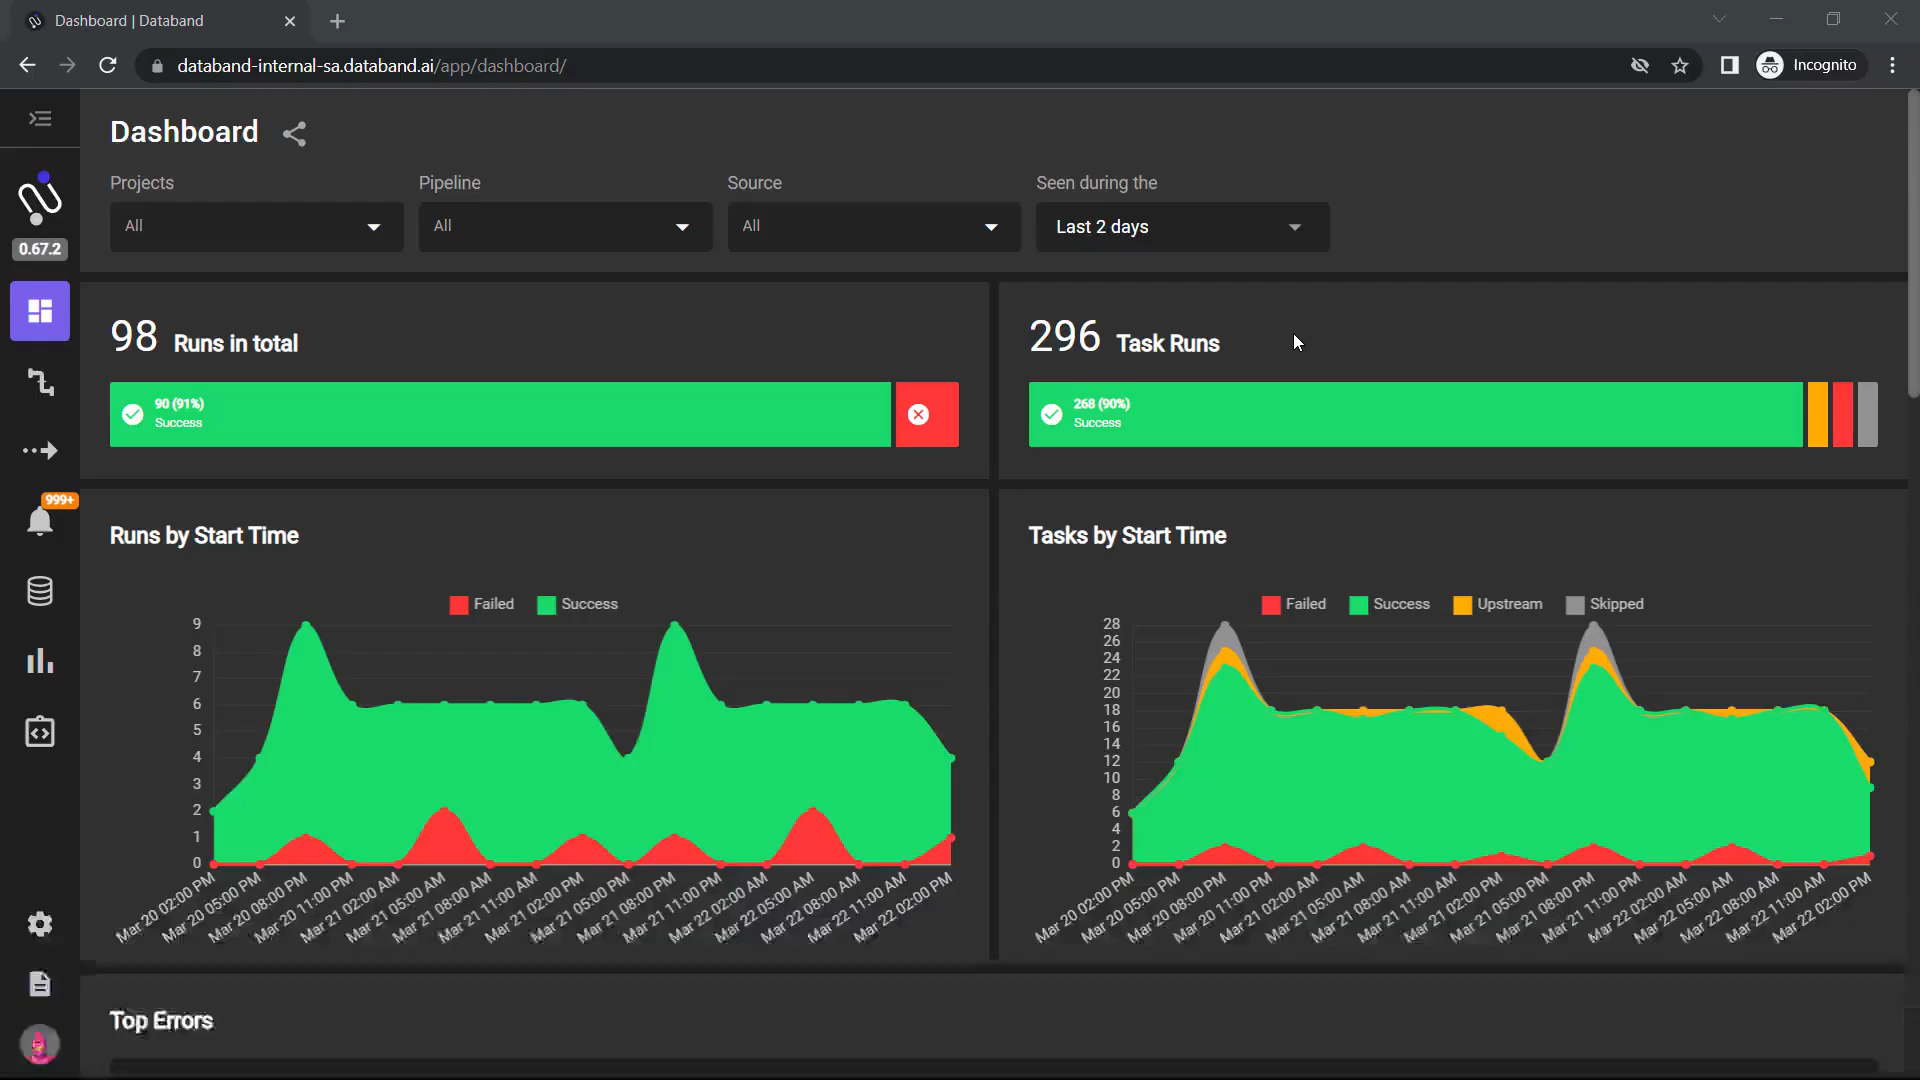 Dashboard | Databand
databand-internal-sa.databand.ai/app/dashboard/
Incognito
Dashboard
Projects
Pipeline
Source
Seen during the
All
All
All
Last 2 days
0.67.2
999+
98 Runs in total
90 (91%)
Success
296 Task Runs
268 (90%)
Success
Runs by Start Time
Failed
Success
9
8
7
6
5
4
3
2
1
0
Mar 20 02:00 PM
Mar 20 05:00 PM
Mar 20 08:00 PM
Mar 20 11:00 PM
Mar 21 02:00 AM
Mar 21 05:00 AM
Mar 21 08:00 AM
Mar 21 11:00 AM
Mar 21 02:00 PM
Mar 21 05:00 PM
Mar 21 08:00 PM
Mar 21 11:00 PM
Mar 22 02:00 AM
Mar 22 05:00 AM
Mar 22 08:00 AM
Mar 22 11:00 AM
Mar 22 02:00 PM
Tasks by Start Time
Failed
Success
Upstream
Skipped
28
26
24
22
20
18
16
14
12
10
8
6
4
2
0
Mar 20 02:00 PM
Mar 20 05:00 PM
Mar 20 08:00 PM
Mar 20 11:00 PM
Mar 21 02:00 AM
Mar 21 05:00 AM
Mar 21 08:00 AM
Mar 21 11:00 AM
Mar 21 02:00 PM
Mar 21 05:00 PM
Mar 21 08:00 PM
Mar 21 11:00 PM
Mar 22 02:00 AM
Mar 22 05:00 AM
Mar 22 08:00 AM
Mar 22 11:00 AM
Mar 22 02:00 PM
Top Errors